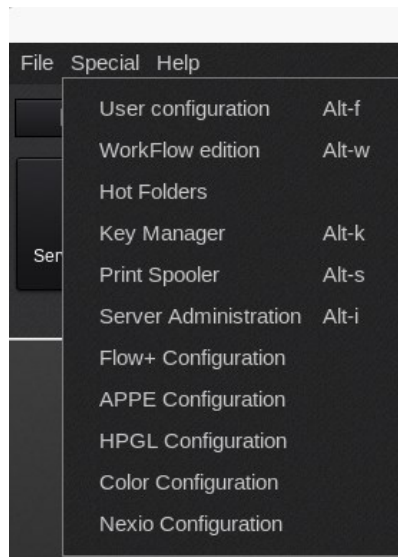 File Special Help
User configuration Alt-f
WorkFlow edition Alt-w
Hot Folders
Key Manager Alt-k
Ser
Print Spooler Alt-s
Server Administration Alt-i
Flow+ Configuration
APPE Configuration
HPGL Configuration
Color Configuration
Nexio Configuration